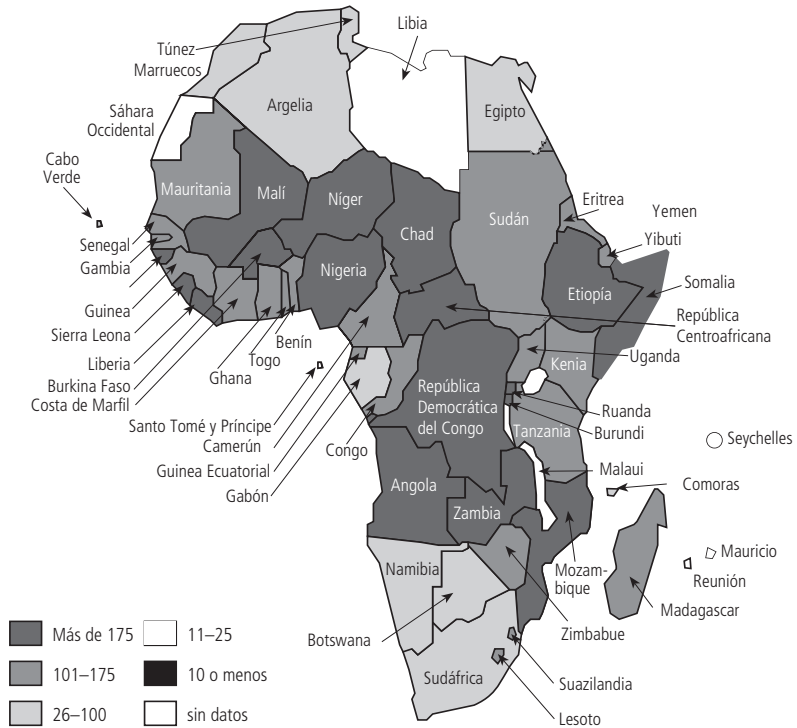 Libia
Túnez
Marruecos
Argelia
Egipto
Sáhara
Occidental
Cabo
Verde
Mauritania
Malí
Níger
Chad
Sudán
Eritrea
Yemen
Yibuti
Senegal
Gambia
Nigeria
Etiopía
Somalia
Guinea
Sierra Leona
República
Centroafricana
Liberia
Burkina Faso
Costa de Marfil
Ghana
Togo
Benín
Uganda
Kenia
Santo Tomé y Príncipe
Camerún
Guinea Ecuatorial
Gabón
Congo
República
Democrática
del Congo
Ruanda
Burundi
Tanzania
Seychelles
Malaui
Comoras
Angola
Zambia
Mozam-
bique
Mauricio
Reunión
Madagascar
Namibia
Botswana
Zimbabue
Sudáfrica
Suazilandia
Lesoto
Más de 175
11–25
101–175
10 o menos
26–100
sin datos